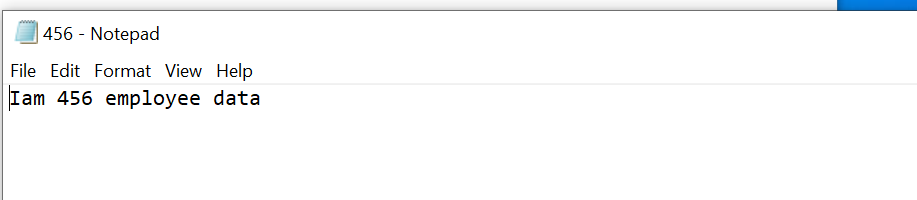 456 - Notepad
File Edit Format View Help
Iam 456 employee data